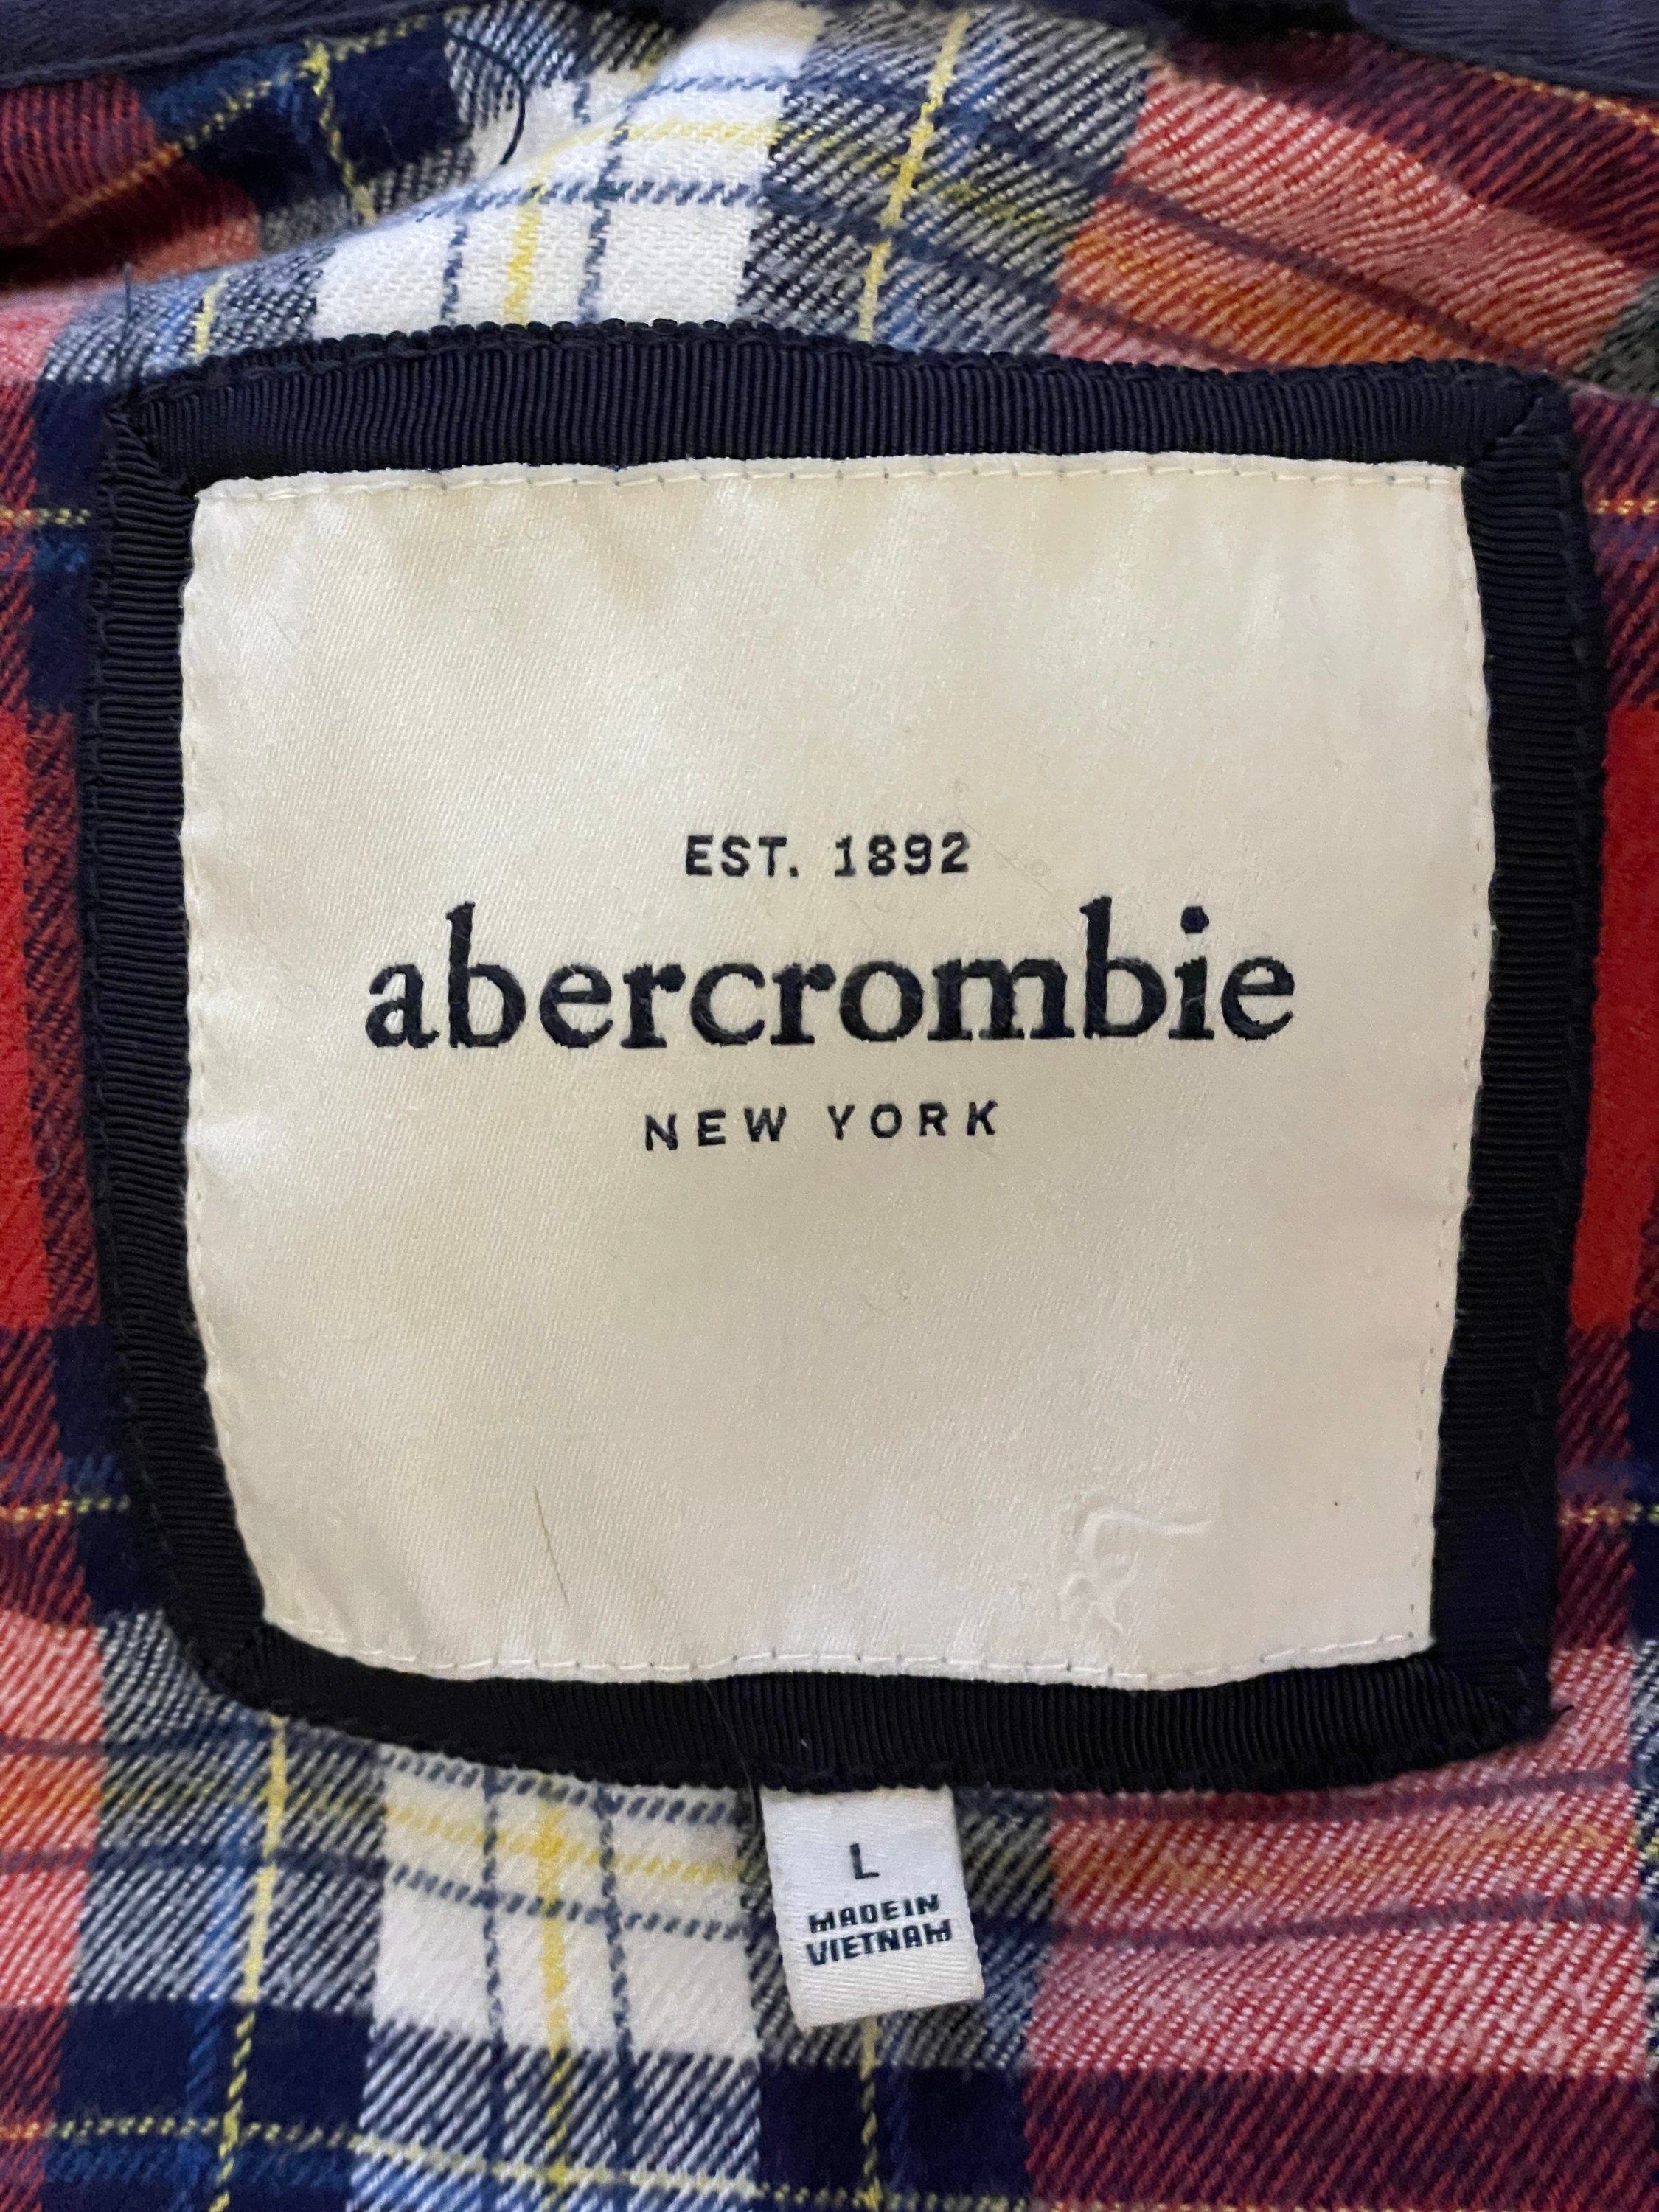 EST. 1892
abercrombie
NEW YORK
L
MADE IN
VIETNAM